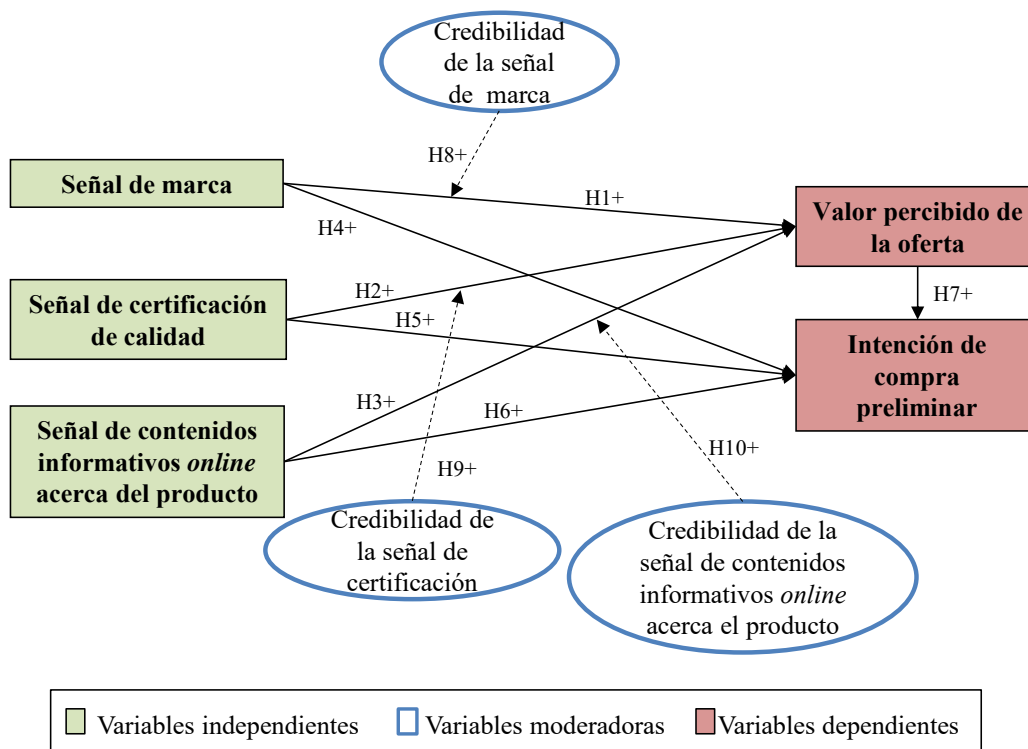 Credibilidad
de la señal
de marca
H8+
Señal de marca
H1+
Valor percibido de
la oferta
H4+
H2+
H7+
Señal de certificación
de calidad
H5+
Intención de
compra
preliminar
H3+
H6+
Señal de contenidos
informativos online
acerca del producto
H9+
H10+
Credibilidad de
la señal de
certificación
Credibilidad de la
señal de contenidos
informativos online
acerca el producto
Variables independientes
Variables moderadoras
Variables dependientes